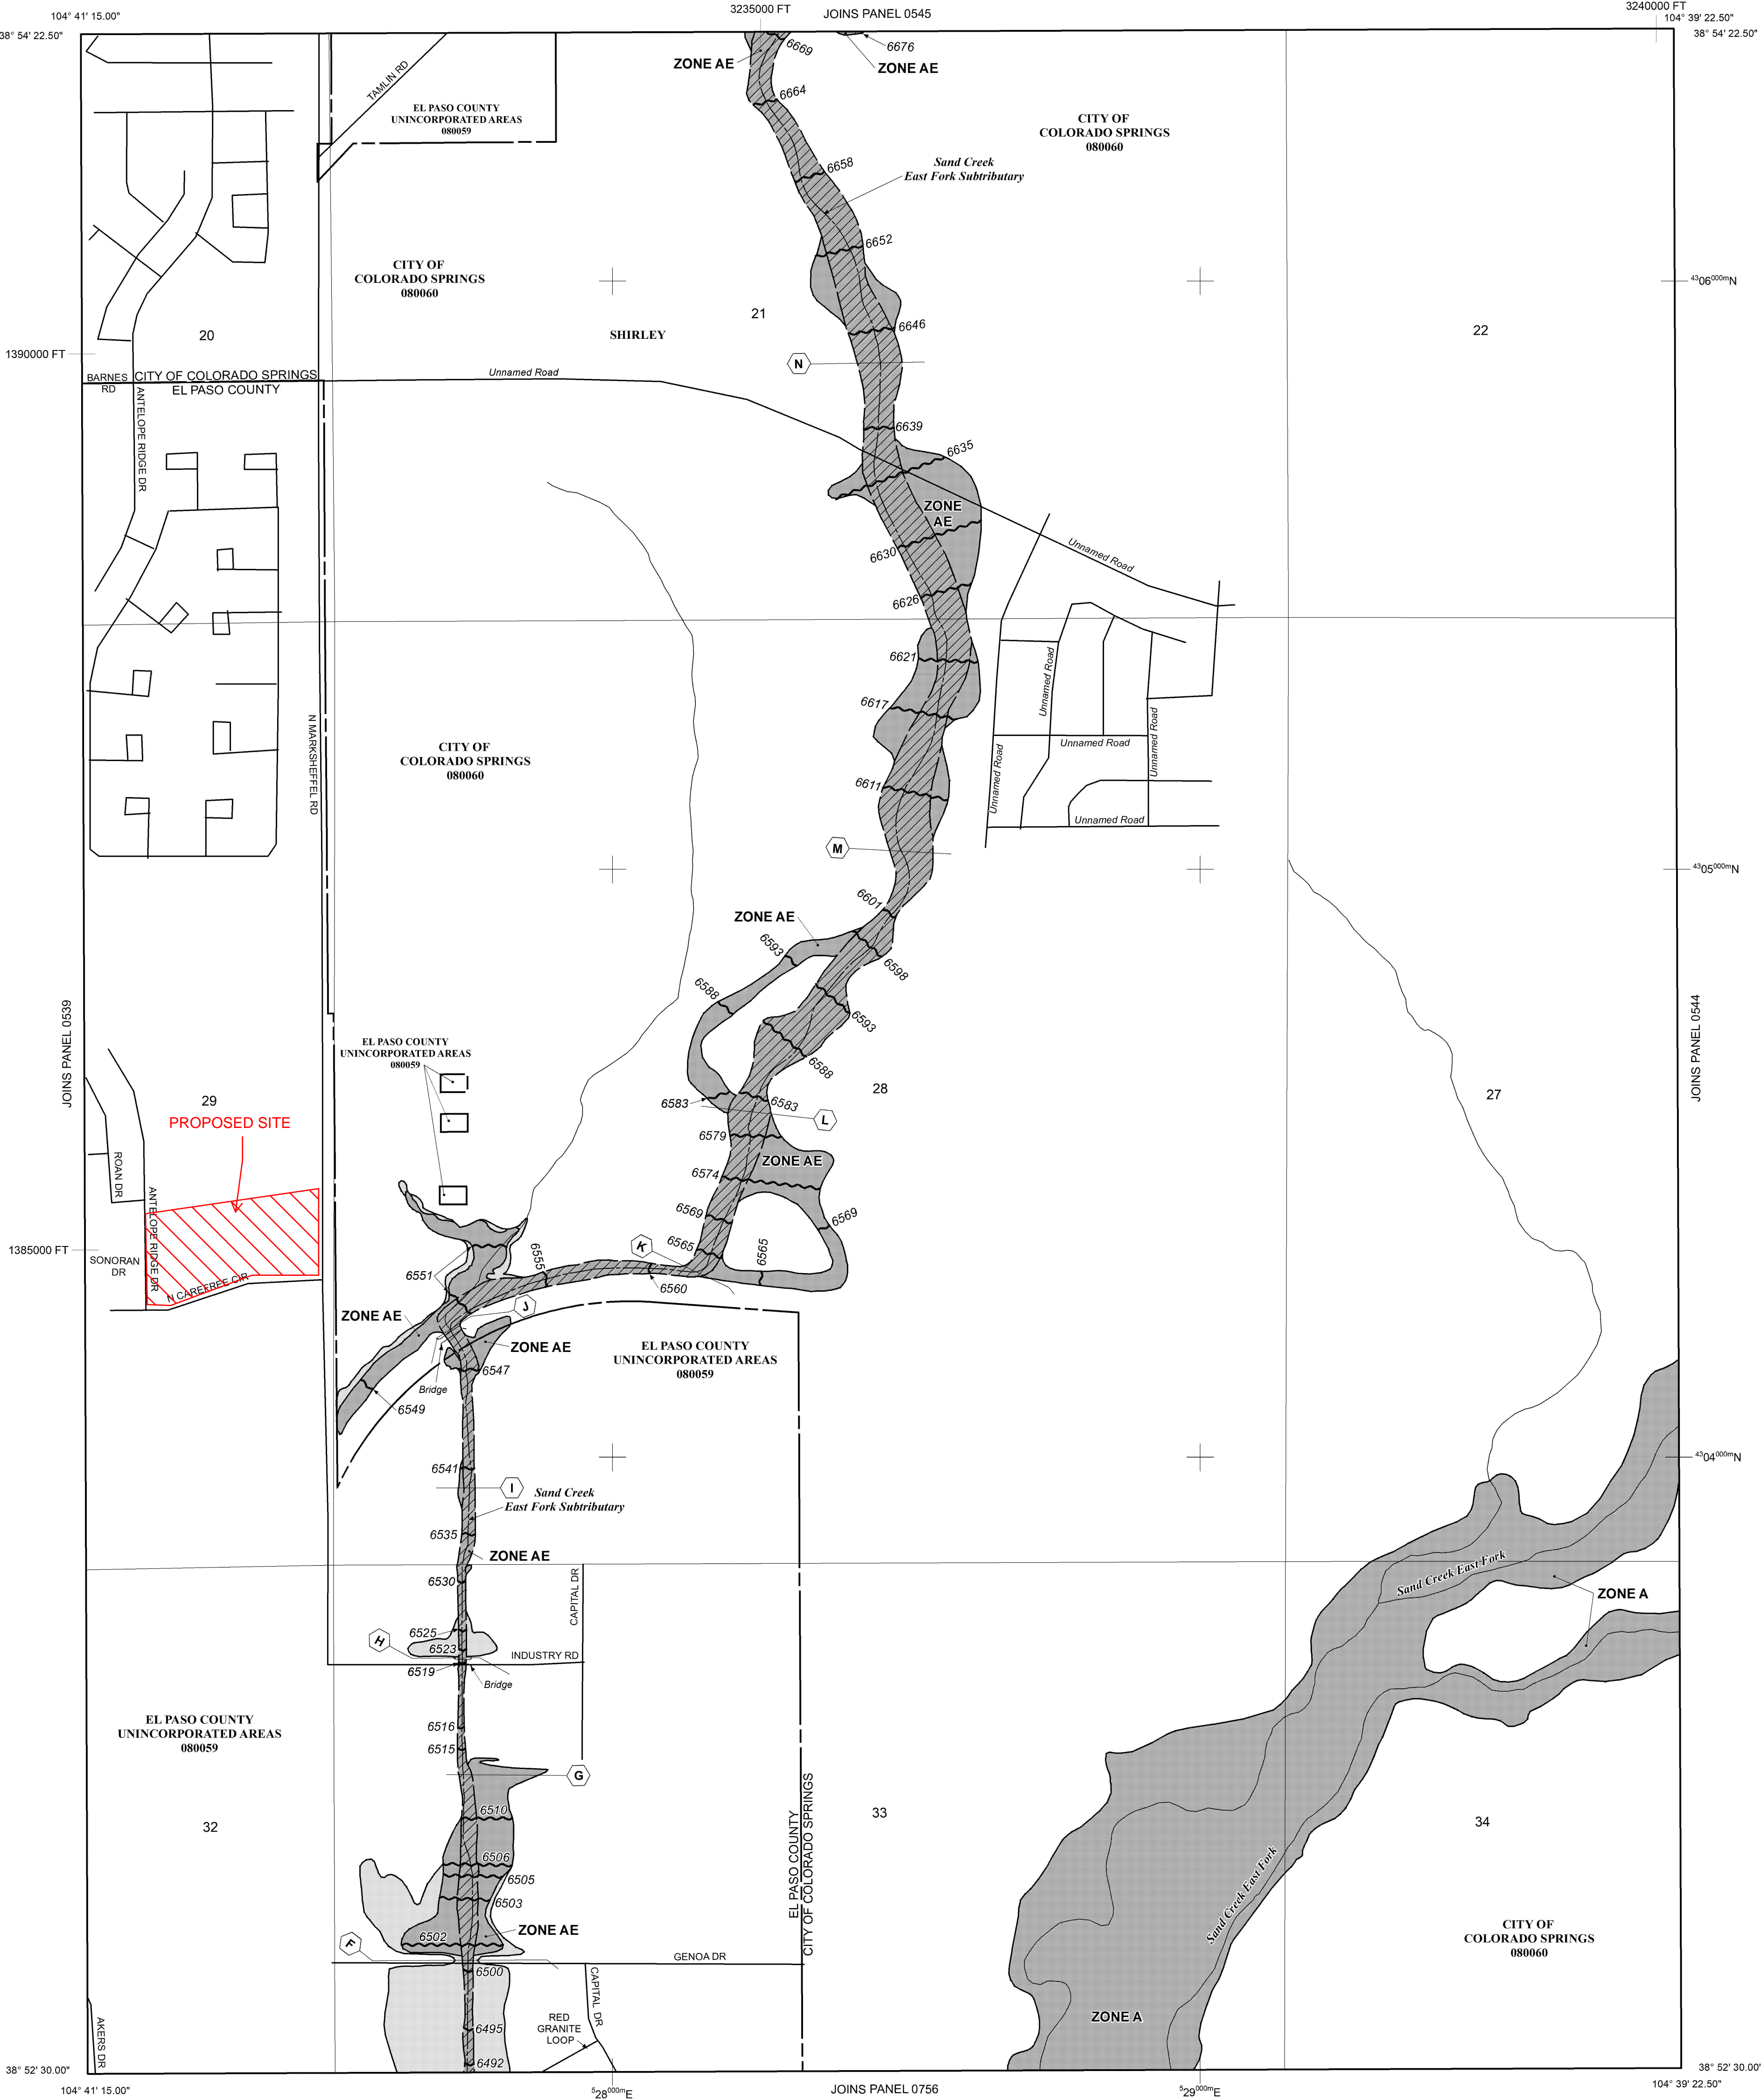 104° 41' 15.00"
3235000 FT
JOINS PANEL 0545
3240000 FT
104° 39' 22.50"
38° 54' 22.50"
38° 54' 22.50"
6669
6676
ZONE AE
ZONE AE
TAMLIN RD
6664
EL PASO COUNTY
UNINCORPORATED AREAS
080059
CITY OF
COLORADO SPRINGS
080060
6658
Sand Creek
East Fork Subtributary
6652
CITY OF
COLORADO SPRINGS
080060
4306000mN
21
20
SHIRLEY
6646
22
1390000 FT
N
BARNES
RD
CITY OF COLORADO SPRINGS
EL PASO COUNTY
Unnamed Road
ANTELOPE RIDGE DR
6639
6635
ZONE
AE
6630
Unnamed Road
6626
6621
Unnamed Road
6617
N MARKSHEFFEL RD
Unnamed Road
Unnamed Road
Unnamed Road
CITY OF
COLORADO SPRINGS
080060
6611
Unnamed Road
M
4305000mN
6601
ZONE AE
6593
6598
6588
6593
JOINS PANEL 0539
JOINS PANEL 0544
EL PASO COUNTY
UNINCORPORATED AREAS
080059
6588
28
27
29
6583
6583
L
PROPOSED SITE
6579
ZONE AE
ROAN DR
6574
ANTELOPE RIDGE DR
6569
6569
1385000 FT
SONORAN
DR
K
6565
6565
6555
6551
6560
N CAREFREE CIR
J
ZONE AE
ZONE AE
EL PASO COUNTY
UNINCORPORATED AREAS
080059
6547
Bridge
6549
4304000mN
6541
I
Sand Creek
East Fork Subtributary
6535
ZONE AE
Sand Creek East Fork
6530
CAPITAL DR
ZONE A
6525
H
6523
INDUSTRY RD
6519
Bridge
EL PASO COUNTY
UNINCORPORATED AREAS
080059
6516
6515
G
6510
33
32
34
EL PASO COUNTY
CITY OF COLORADO SPRINGS
6506
6505
6503
Sand Creek East Fork
ZONE AE
6502
F
CITY OF
COLORADO SPRINGS
080060
GENOA DR
6500
CAPITAL DR
RED
GRANITE
LOOP
ZONE A
6495
AKERS DR
6492
38° 52' 30.00"
38° 52' 30.00"
104° 41' 15.00"
528000mE
JOINS PANEL 0756
529000mE
104° 39' 22.50"